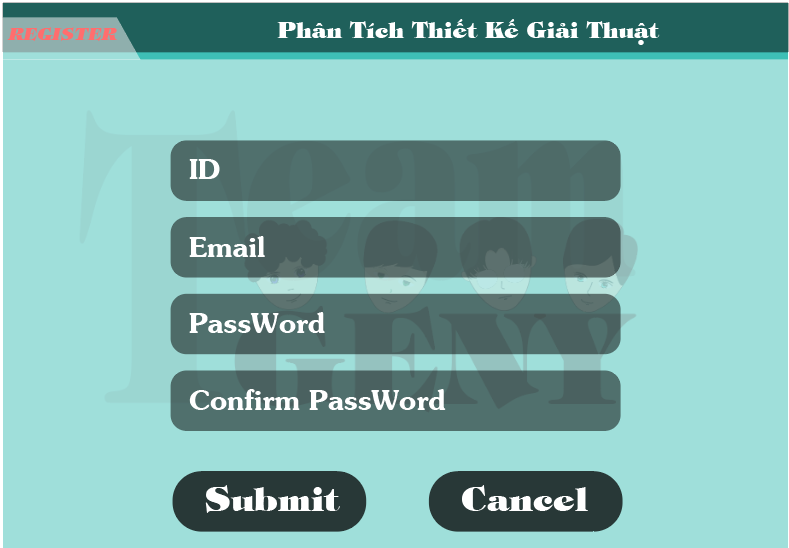 REGISTER
Phân Tích Thiết Kế Giải Thuật
Team
GENY
ID
Email
PassWord
Confirm PassWord
Submit
Cancel